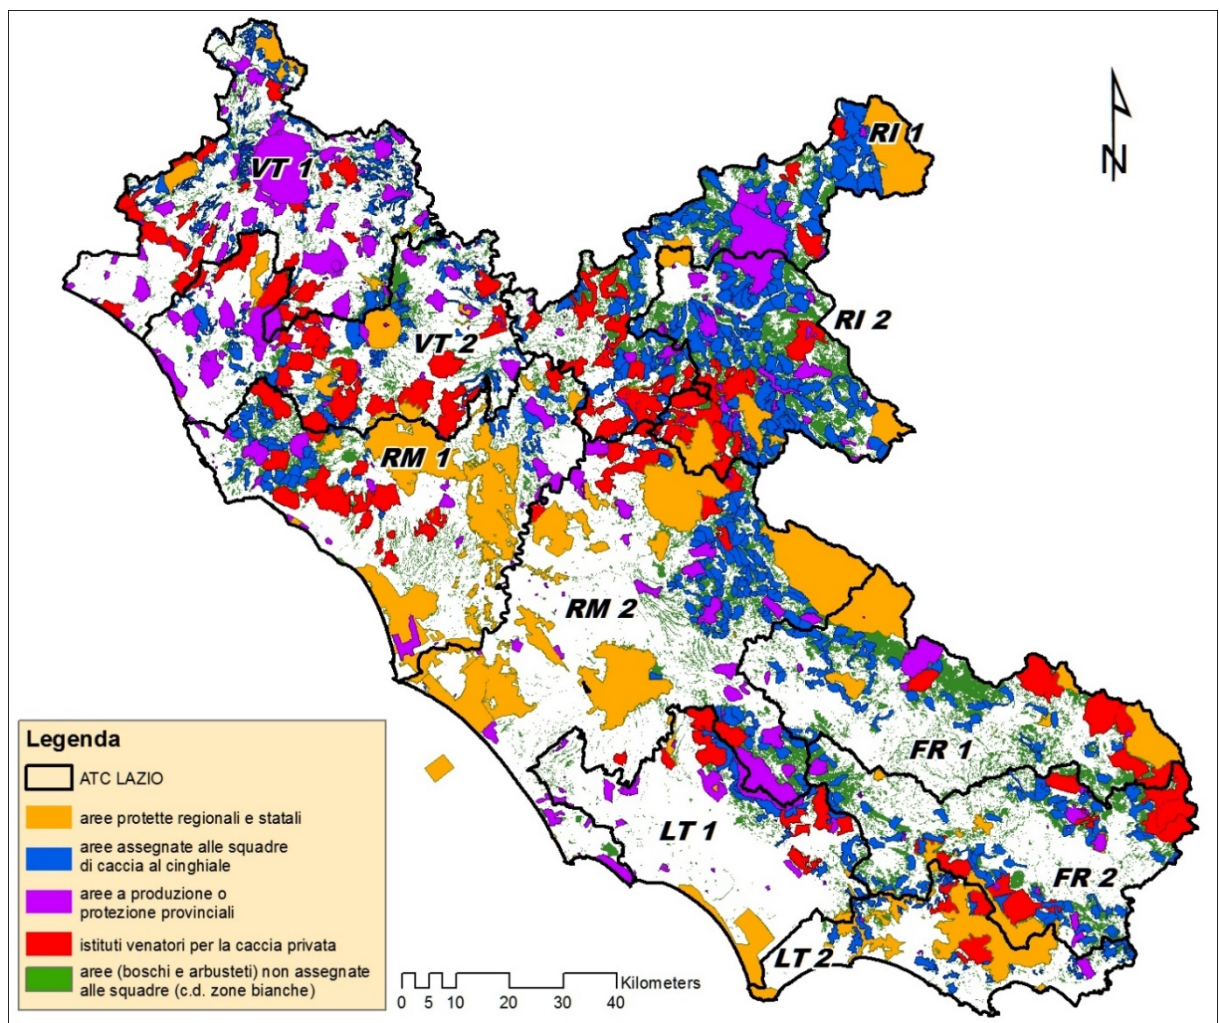 RI 1
N
VT 1
RI 2
VT 2
RM 1
RM 2
FR 1
LT 1
FR 2
LT 2
Legenda
ATC LAZIO
aree protette regionali e statali
aree assegnate alle squadre
di caccia al cinghiale
aree a produzione o
protezione provinciali
istituti venatori per la caccia privata
aree (boschi e arbusteti) non assegnate
alle squadre (c.d. zone bianche)
Kilometers
0 5 10 20 30 40